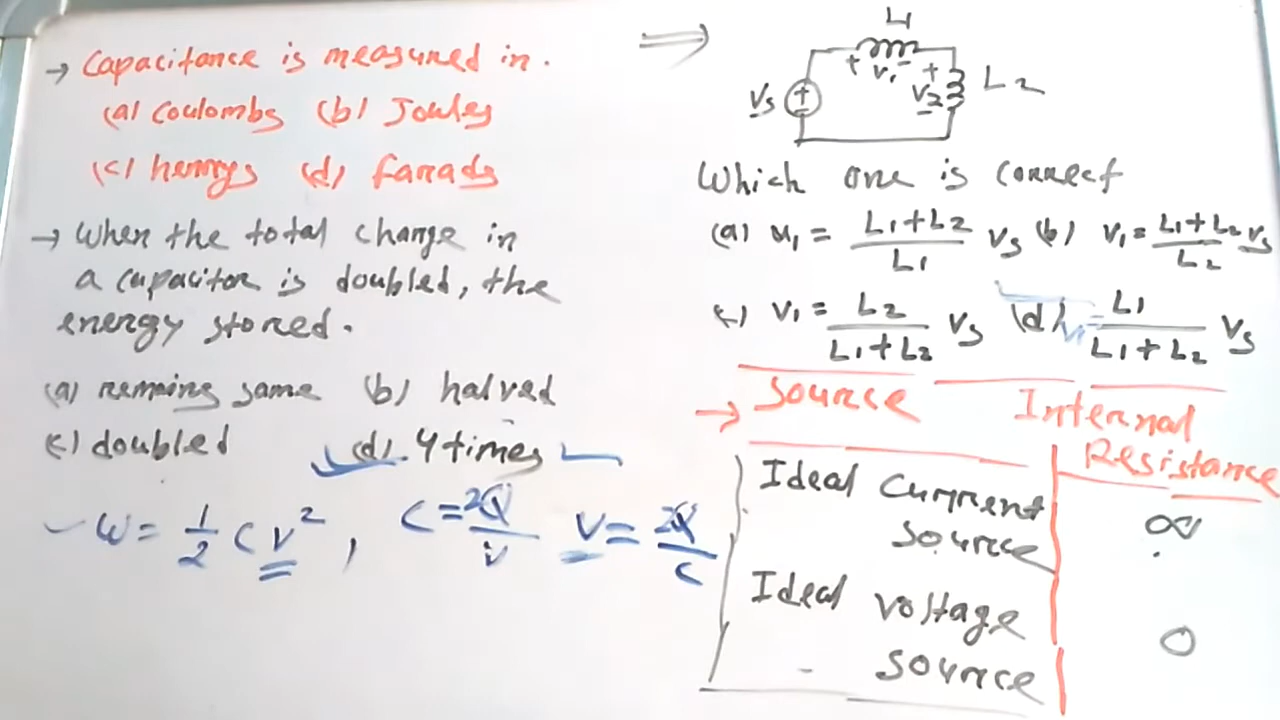 → Capacitance is measured in.
(a) Coulombs (b) Joules
(c) henrys (d) farads
→ When the total charge in
a capacitor is doubled, the
energy stored.
(a) remains same (b) halved
(c) doubled (d) 4 times
W = 1/2 C V², C = 2Q/V V = 2Q/C
⇒ L1
+ V1 -
Vs + V2 L2
Which one is correct
(a) V1 = (L1+L2)/L1 Vs (b) V1 = (L1+L2)/L2 Vs
(c) V1 = L2/(L1+L2) Vs (d) V1 = L1/(L1+L2) Vs
→ Source Internal
Resistance
Ideal Current
Source ∞
Ideal voltage
Source 0